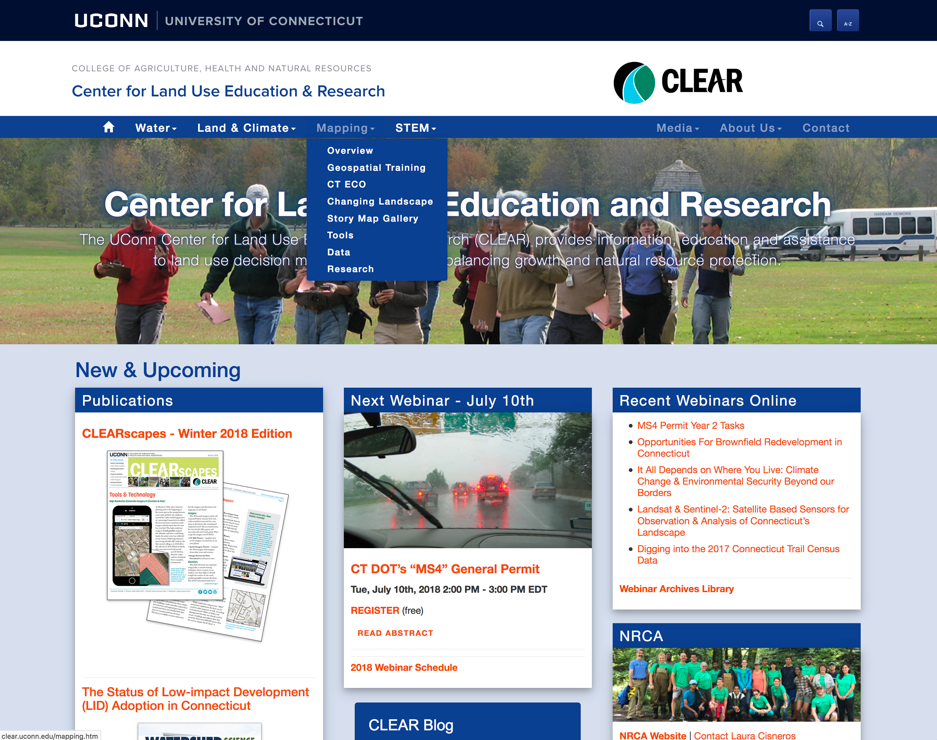 UCONN UNIVERSITY OF CONNECTICUT
A-Z
COLLEGE OF AGRICULTURE, HEALTH AND NATURAL RESOURCES
Center for Land Use Education & Research
CLEAR
Water Land & Climate Mapping STEM Media About Us Contact
Overview
Geospatial Training
CT ECO
Changing Landscape
Story Map Gallery
Tools
Data
Research
Center for La Education and Research
The UConn Center for Land Use E rch (CLEAR) provides information, education and assistance
to land use decision m balancing growth and natural resource protection.
New & Upcoming
Publications
CLEARscapes - Winter 2018 Edition
UCONN
CLEARSCAPES
CLEAR
Tools & Technology
The Status of Low-impact Development
(LID) Adoption in Connecticut
WATERSHED SCIENCE
Next Webinar - July 10th
CT DOT's “MS4” General Permit
Tue, July 10th, 2018 2:00 PM - 3:00 PM EDT
REGISTER (free)
READ ABSTRACT
2018 Webinar Schedule
CLEAR Blog
Recent Webinars Online
MS4 Permit Year 2 Tasks
Opportunities For Brownfield Redevelopment in
Connecticut
It All Depends on Where You Live: Climate
Change & Environmental Security Beyond our
Borders
Landsat & Sentinel-2: Satellite Based Sensors for
Observation & Analysis of Connecticut's
Landscape
Digging into the 2017 Connecticut Trail Census
Data
Webinar Archives Library
NRCA
NRCA Website | Contact Laura Cisneros
clear.uconn.edu/mapping.htm